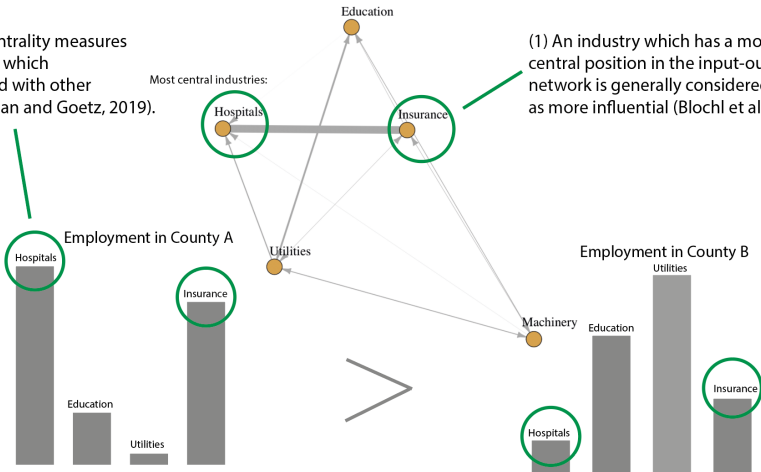 Education
ntrality measures
which
d with other
an and Goetz, 2019).
(1) An industry which has a mo
central position in the input-ou
network is generally considere
as more influential (Blochl et al
Most central industries:
Hospitals
Insurance
Employment in County A
Hospitals
Utilities
Employment in County B
Utilities
Insurance
Machinery
Education
Insurance
Education
Utilities
Hospitals